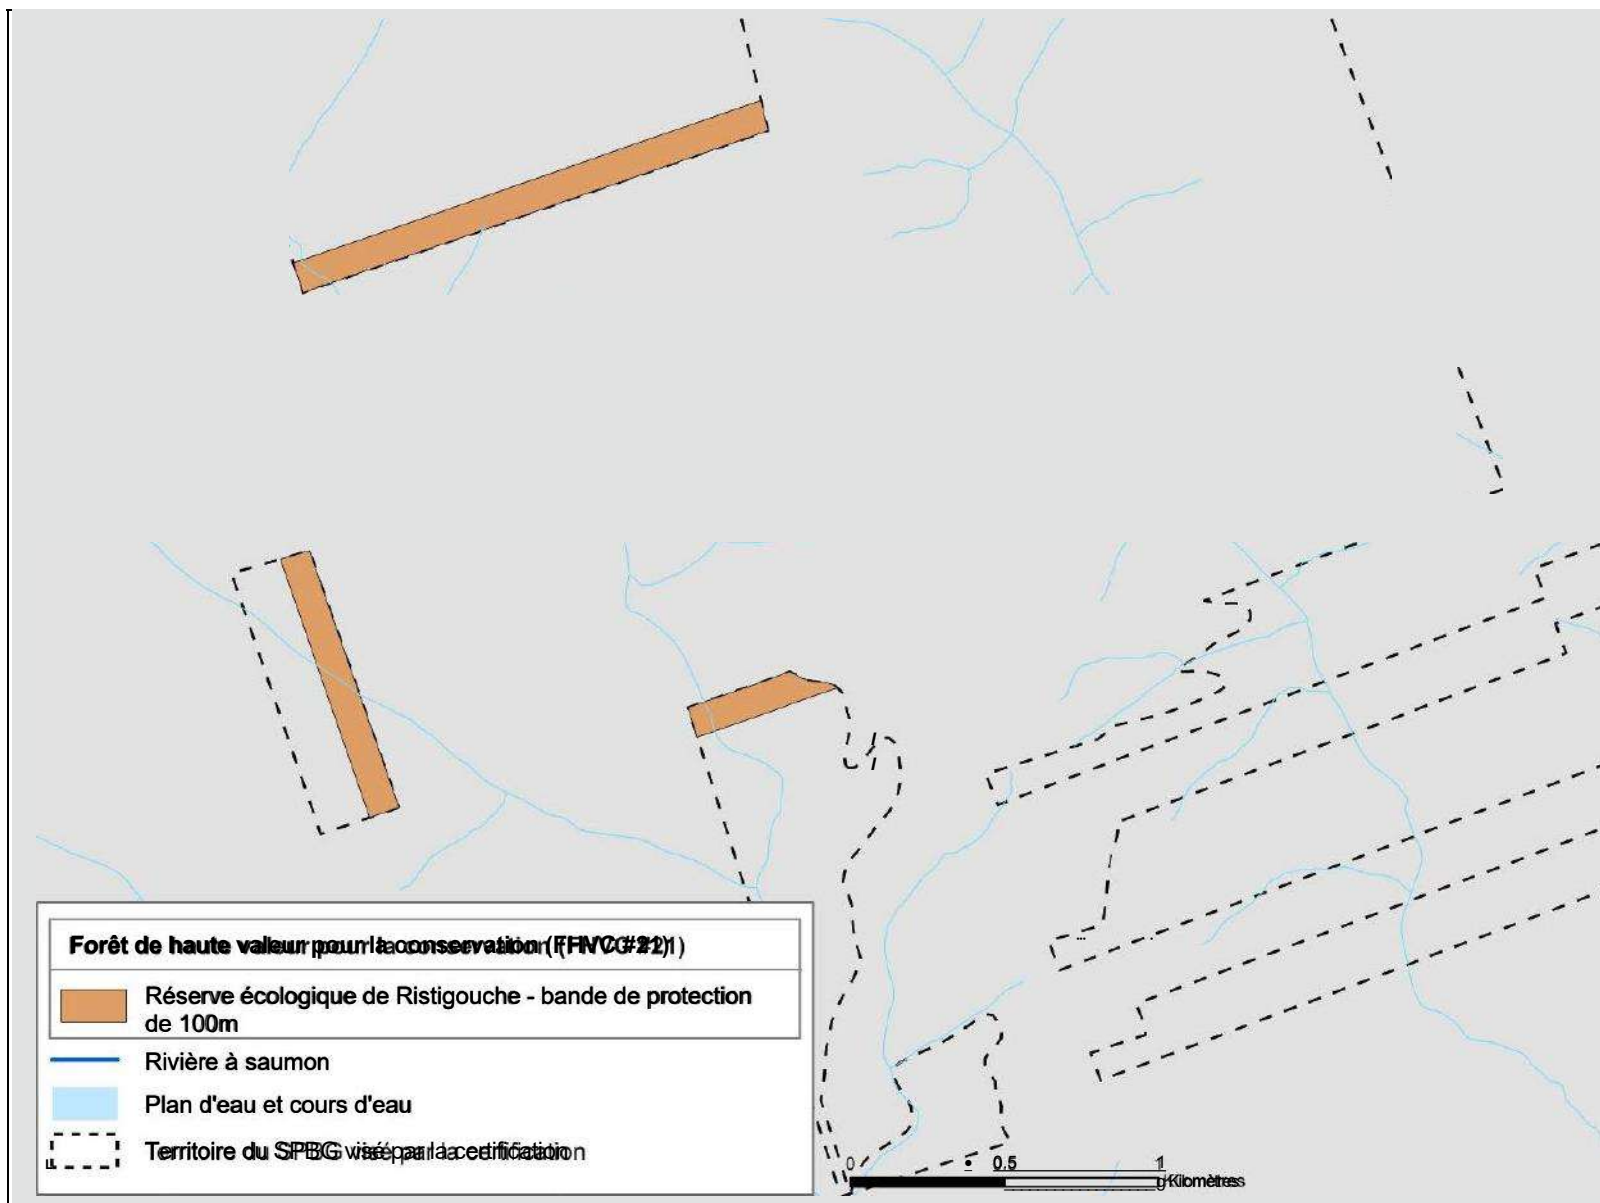 Forêt de haute valeur pour la conservation (FHVC #21)
Réserve écologique de Ristigouche - bande de protection
de 100m
Rivière à saumon
Plan d'eau et cours d'eau
Territoire du SPBG visé par la certification
0 0.5 1
Kilomètres